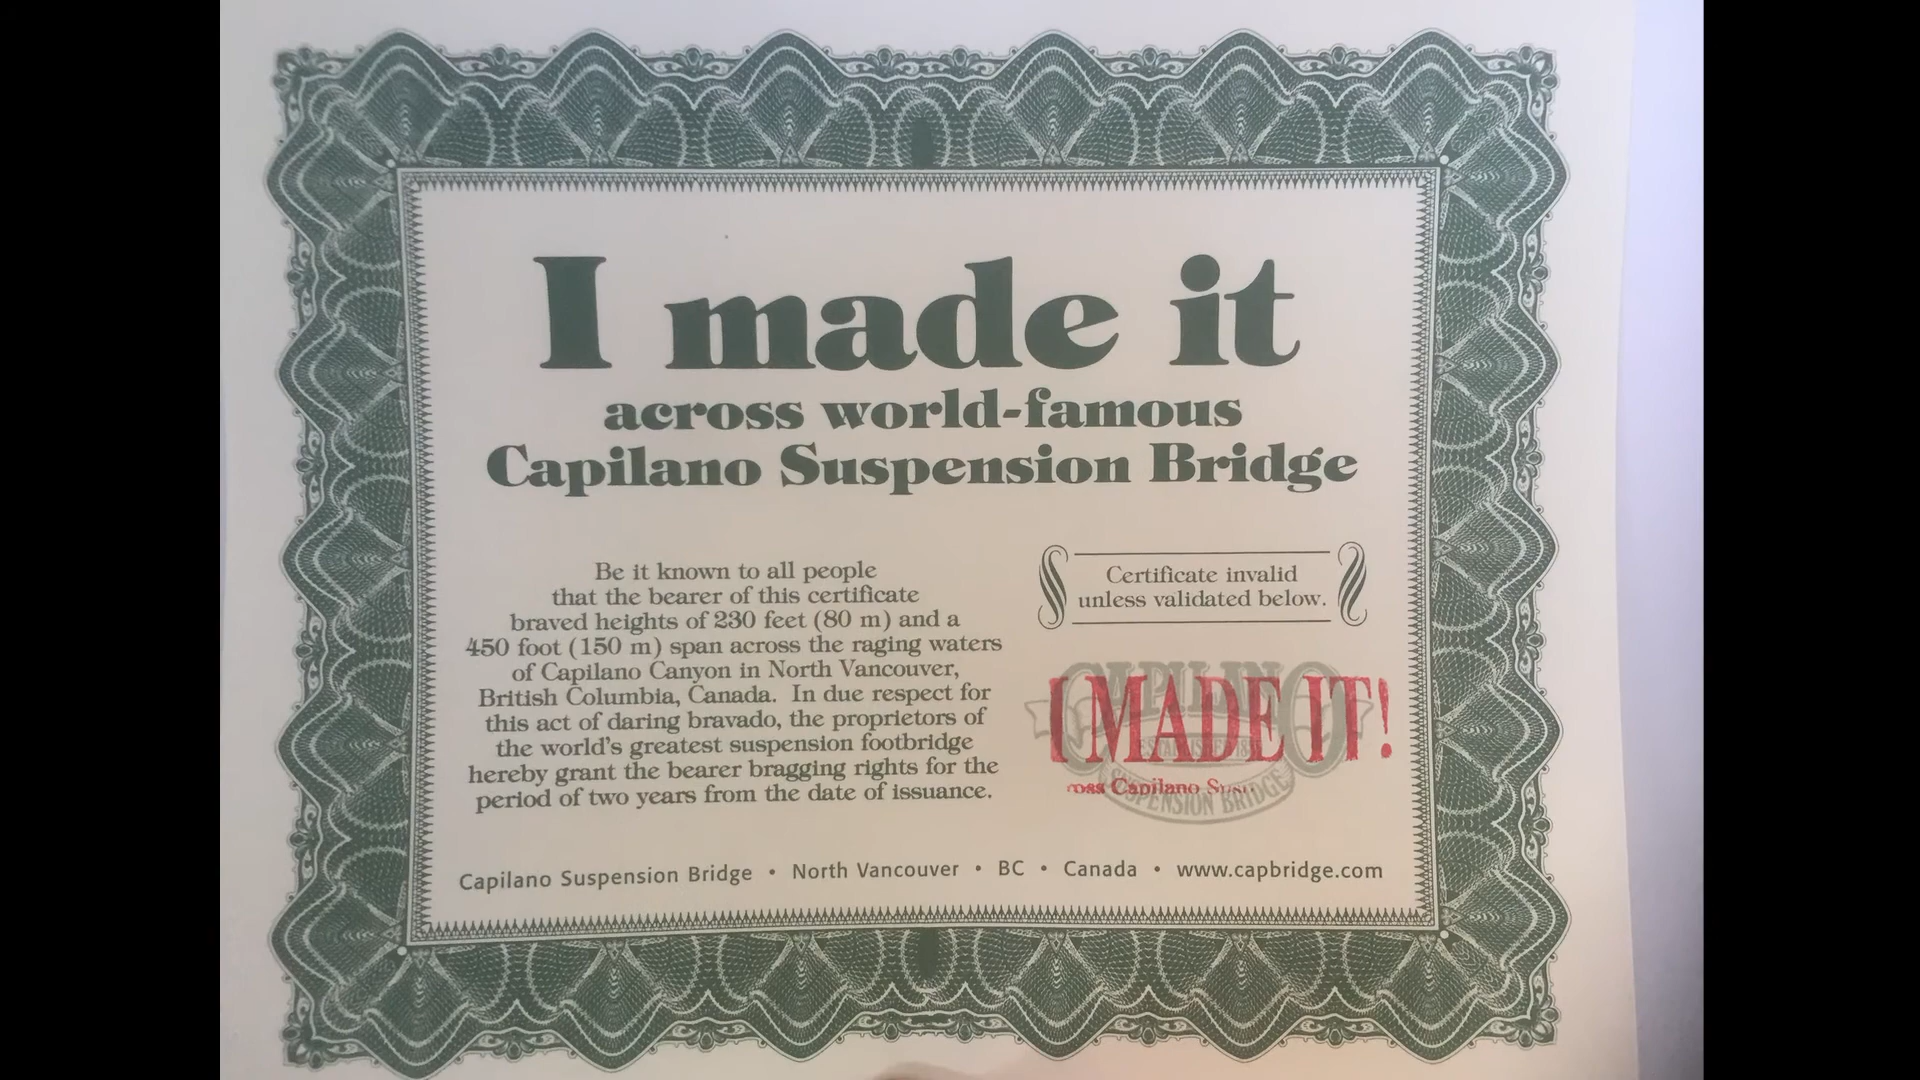 I made it
across world-famous
Capilano Suspension Bridge
Be it known to all people
that the bearer of this certificate
braved heights of 230 feet (80 m) and a
450 foot (150 m) span across the raging waters
of Capilano Canyon in North Vancouver,
British Columbia, Canada. In due respect for
this act of daring bravado, the proprietors of
the world's greatest suspension footbridge
hereby grant the bearer bragging rights for the
period of two years from the date of issuance.
Certificate invalid
unless validated below.
CAPILANO
I MADE IT!
ross Capilano
SUSPENSION BRIDGE
Capilano Suspension Bridge • North Vancouver • BC • Canada • www.capbridge.com